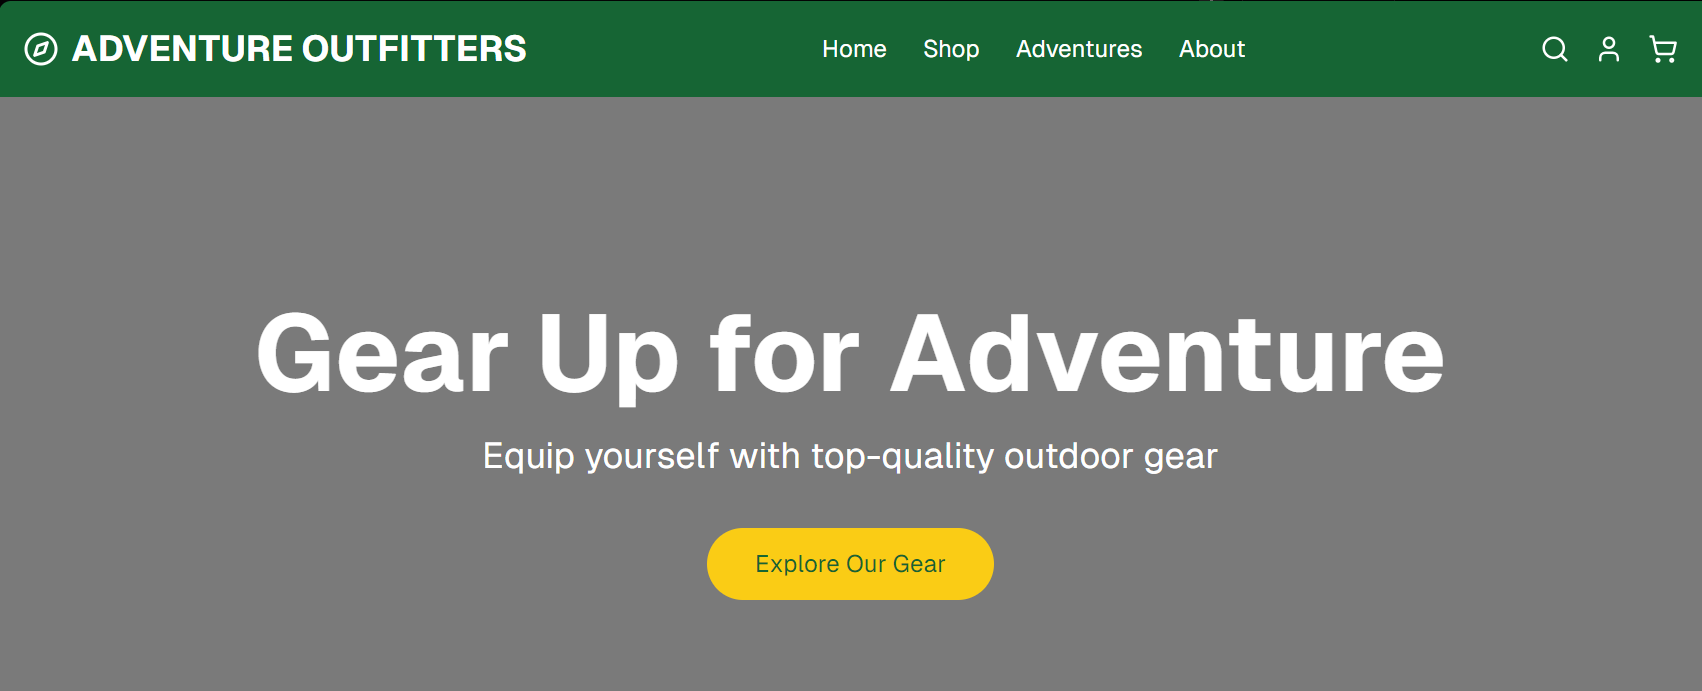 ADVENTURE OUTFITTERS
Home Shop Adventures About
Gear Up for Adventure
Equip yourself with top-quality outdoor gear
Explore Our Gear